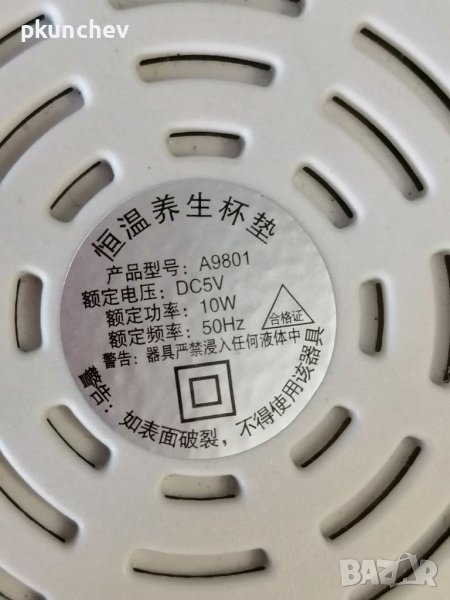 pkunchev
恒温养生杯垫
产品型号：A9801
额定电压：DC5V
额定功率：10W
额定频率：50Hz
合格证
警告：器具严禁浸入任何液体中
警告：如表面破裂，不得使用该器具
BAZAR